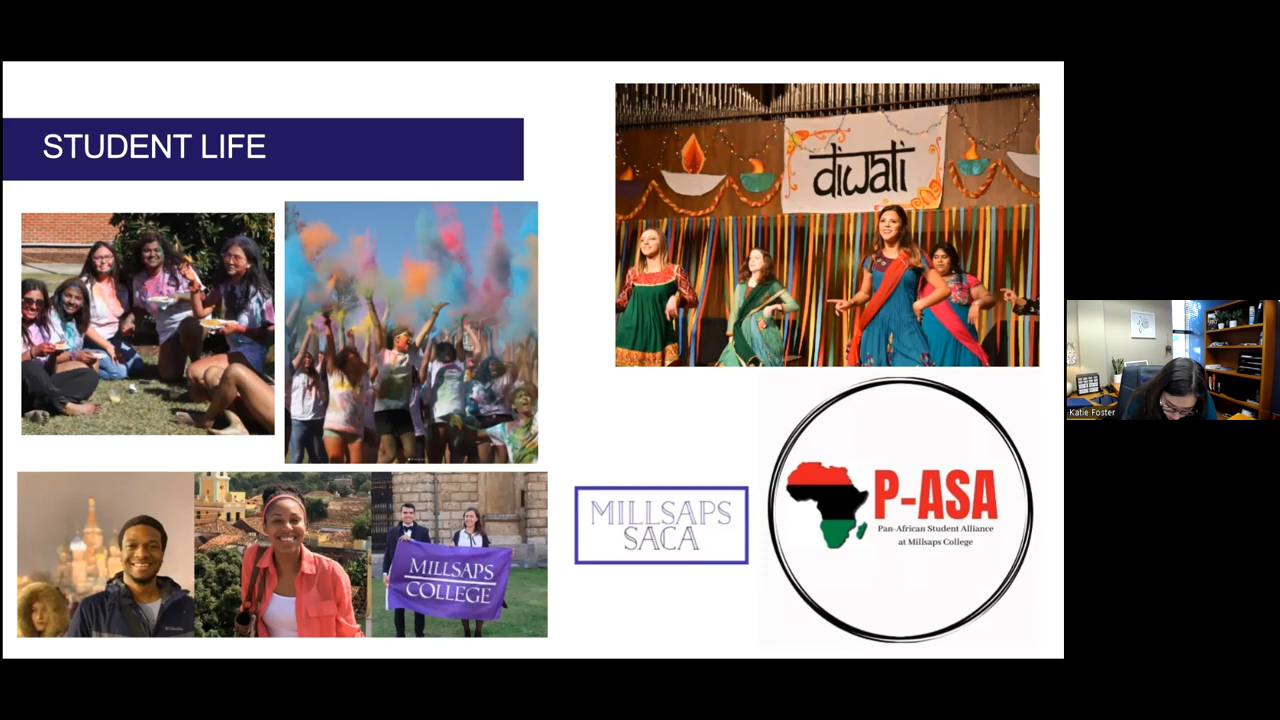 STUDENT LIFE
diwali
MILLSAPS
COLLEGE
MILLSAPS
SACA
P-ASA
Pan-African Student Alliance
at Millsaps College
Katie Foster